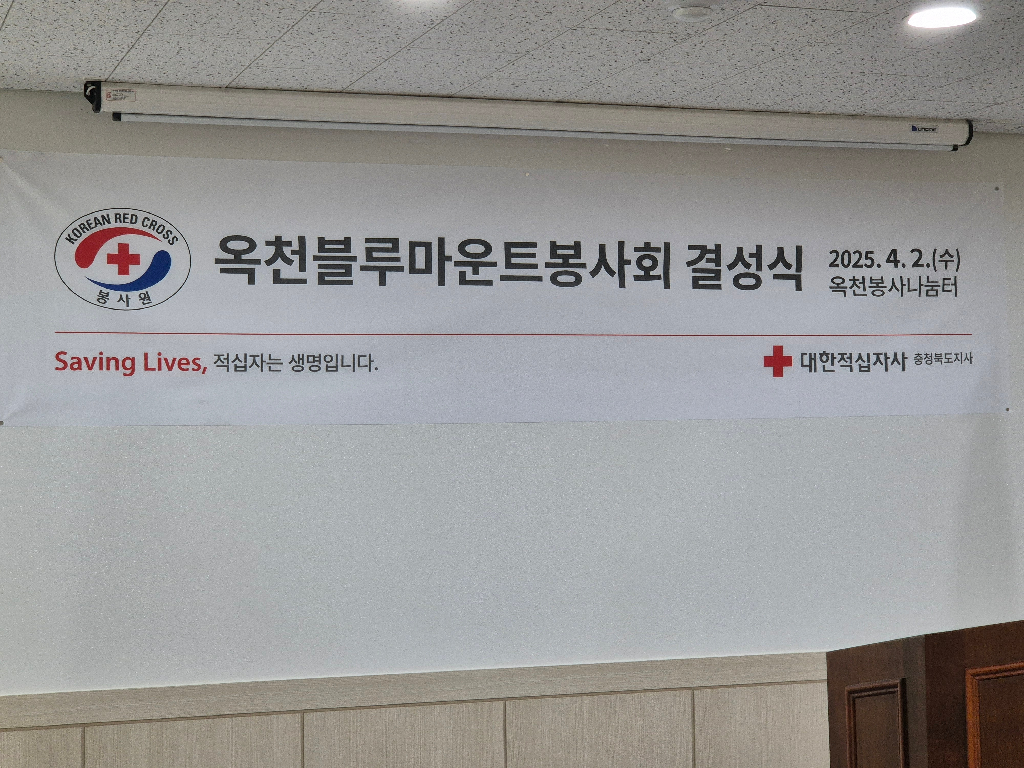 KOREAN RED CROSS
봉사원
옥천블루마운트봉사회 결성식
2025. 4. 2.(수)
옥천봉사나눔터
Saving Lives, 적십자는 생명입니다.
대한적십자사 충청북도지사